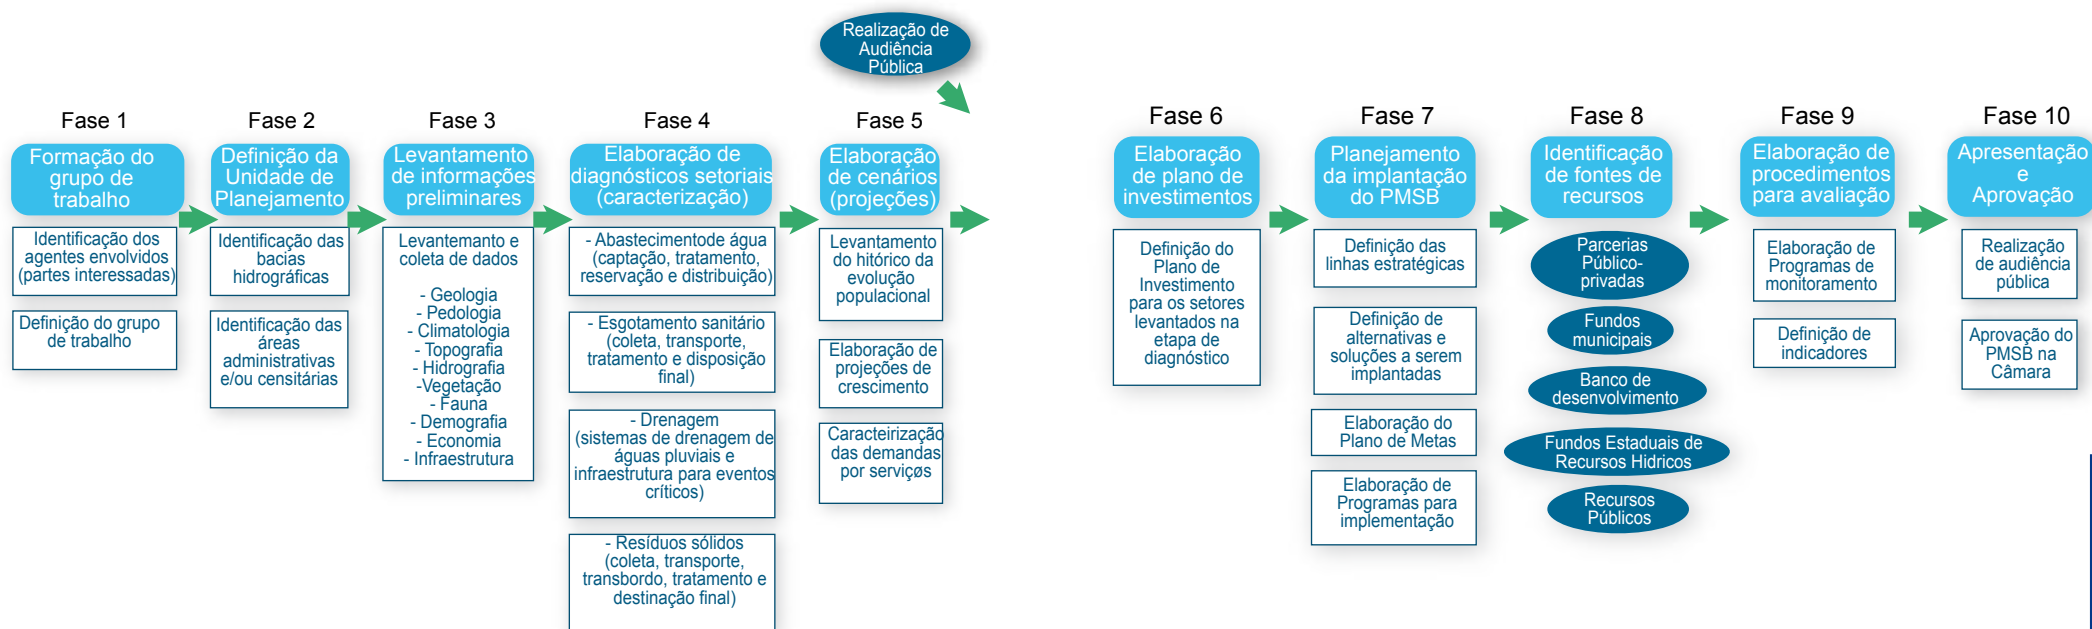 Realização de
Audiência
Pública
Fase 1
Formação do
grupo de
trabalho
Identificação dos
agentes envolvidos
(partes interessadas)
Definição do grupo
de trabalho
Fase 2
Definição da
Unidade de
Planejamento
Identificação das
bacias
hidrográficas
Identificação das
áreas
administrativas
e/ou censitárias
Fase 3
Levantamento
de informações
preliminares
Levantemanto e
coleta de dados
- Geologia
- Pedologia
- Climatologia
- Topografia
- Hidrografia
-Vegetação
- Fauna
- Demografia
- Economia
- Infraestrutura
Fase 4
Elaboração de
diagnósticos setoriais
(caracterização)
- Abastecimentode água
(captação, tratamento,
reservação e distribuição)
- Esgotamento sanitário
(coleta, transporte,
tratamento e disposição
final)
- Drenagem
(sistemas de drenagem de
águas pluviais e
infraestrutura para eventos
críticos)
- Resíduos sólidos
(coleta, transporte,
transbordo, tratamento e
destinação final)
Fase 5
Elaboração
de cenários
(projeções)
Levantamento
do hitórico da
evolução
populacional
Elaboração de
projeções de
crescimento
Caracteirização
das demandas
por serviçøs
Fase 6
Elaboração
de plano de
investimentos
Definição do
Plano de
Investimento
para os setores
levantados na
etapa de
diagnóstico
Fase 7
Planejamento
da implantação
do PMSB
Definição das
linhas estratégicas
Definição de
alternativas e
soluções a serem
implantadas
Elaboração do
Plano de Metas
Elaboração de
Programas para
implementação
Fase 8
Identificação
de fontes de
recursos
Parcerias
Público-
privadas
Fundos
municipais
Banco de
desenvolvimento
Fundos Estaduais de
Recursos Hidricos
Recursos
Públicos
Fase 9
Elaboração de
procedimentos
para avaliação
Elaboração de
Programas de
monitoramento
Definição de
indicadores
Fase 10
Apresentação
e
Aprovação
Realização
de audiência
pública
Aprovação do
PMSB na
Câmara